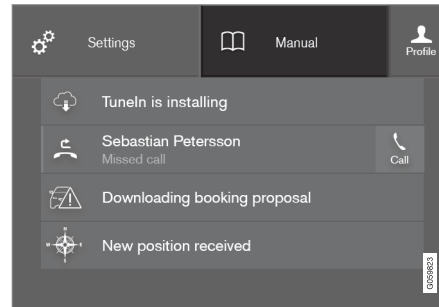 Settings
Manual
Profile
TuneIn is installing
Sebastian Petersson
Missed call
Call
Downloading booking proposal
N
W
E
S
New position received
G059823